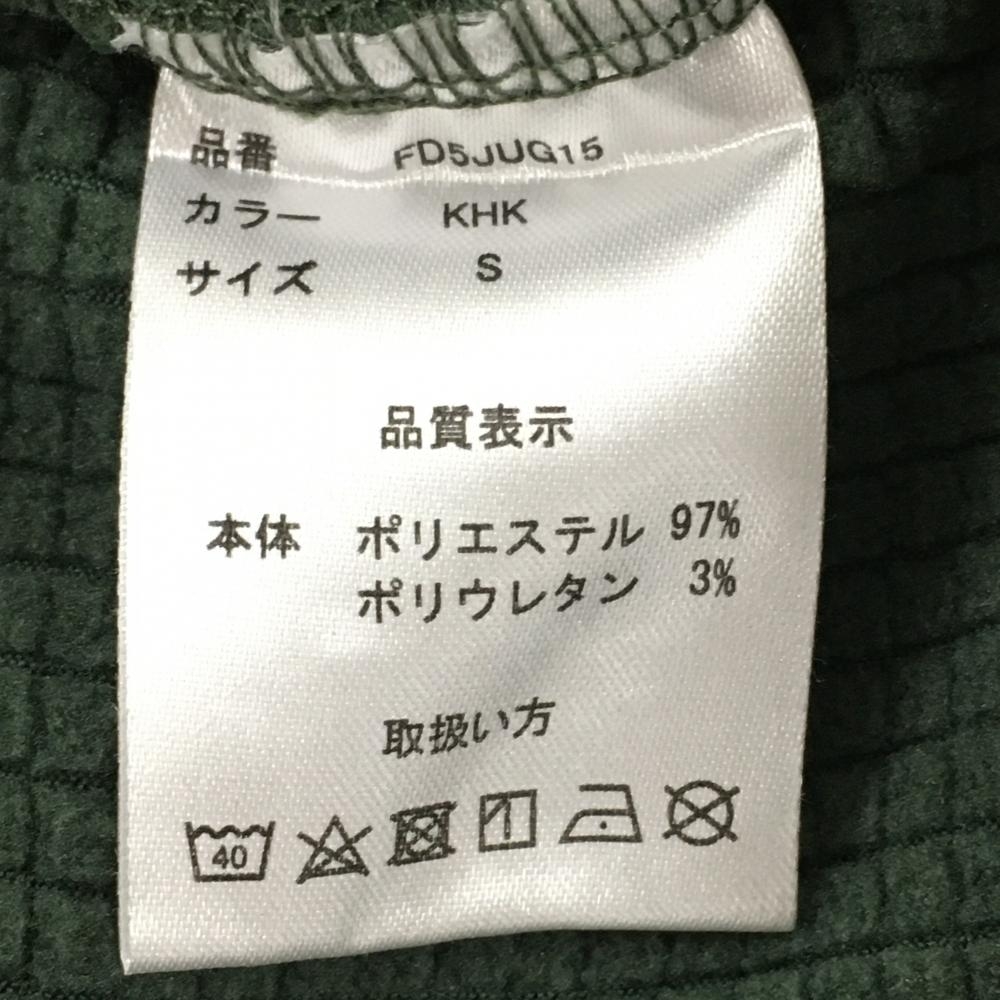 品番 FD5JUG15
カラー KHK
サイズ S
品質表示
本体 ポリエステル 97%
ポリウレタン 3%
取扱い方
40